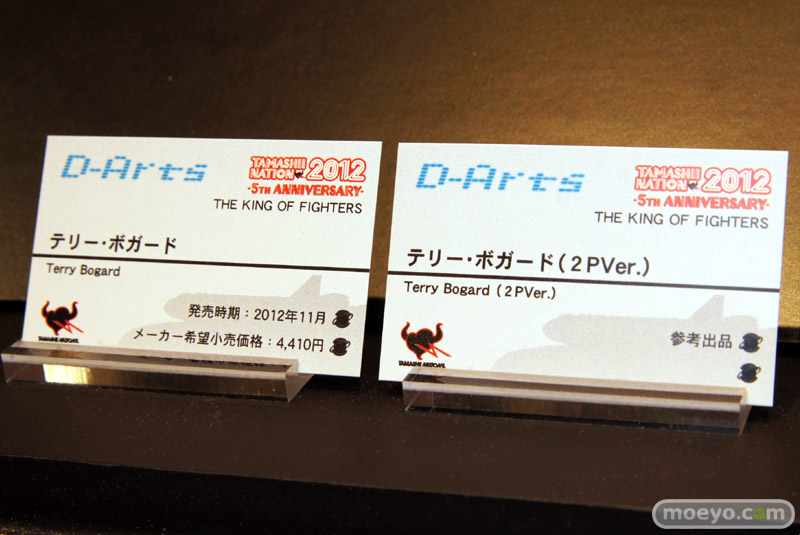 D-Arts
TAMASHII
NATION 2012
・5TH ANNIVERSARY・
THE KING OF FIGHTERS
テリー・ボガード
Terry Bogard
発売時期：2012年11月
メーカー希望小売価格：4,410円
TAMASHII NATIONS
D-Arts
TAMASHII
NATION 2012
・5TH ANNIVERSARY・
THE KING OF FIGHTERS
テリー・ボガード（2PVer.）
Terry Bogard（2PVer.）
参考出品
TAMASHII NATIONS
moeyo.com